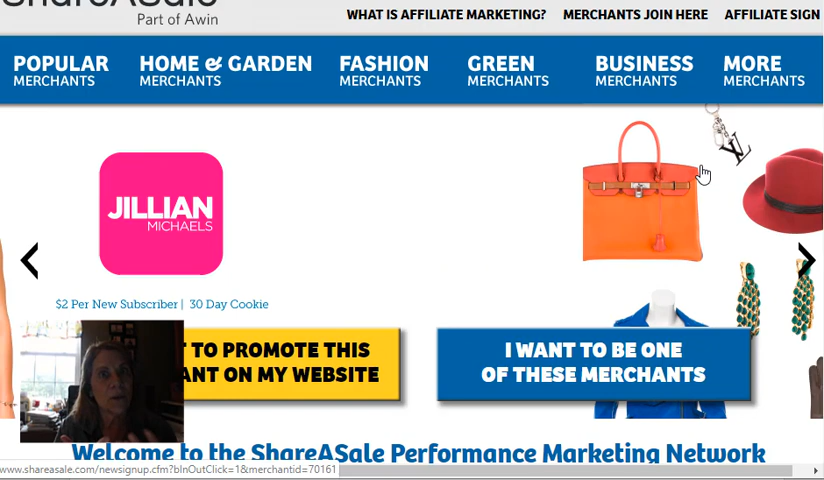 ShareASale
Part of Awin
WHAT IS AFFILIATE MARKETING? MERCHANTS JOIN HERE AFFILIATE SIGN
POPULAR MERCHANTS
HOME & GARDEN MERCHANTS
FASHION MERCHANTS
GREEN MERCHANTS
BUSINESS MERCHANTS
MORE MERCHANTS
JILLIAN
MICHAELS
$2 Per New Subscriber | 30 Day Cookie
T TO PROMOTE THIS
ANT ON MY WEBSITE
I WANT TO BE ONE
OF THESE MERCHANTS
LV
Welcome to the ShareASale Performance Marketing Network
www.shareasale.com/newsignup.cfm?blnOutClick=1&merchantid=70161